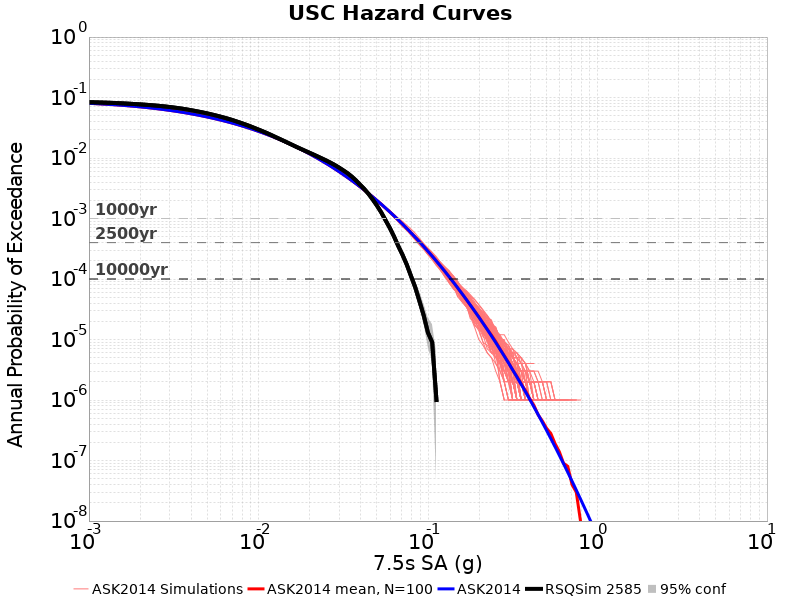 USC Hazard Curves
Annual Probability of Exceedance
10^0
10^-1
10^-2
10^-3
10^-4
10^-5
10^-6
10^-7
10^-8
1000yr
2500yr
10000yr
10^-3 10^-2 10^-1 10^0 10^1
7.5s SA (g)
ASK2014 Simulations ASK2014 mean, N=100 ASK2014 RSQSim 2585 95% conf